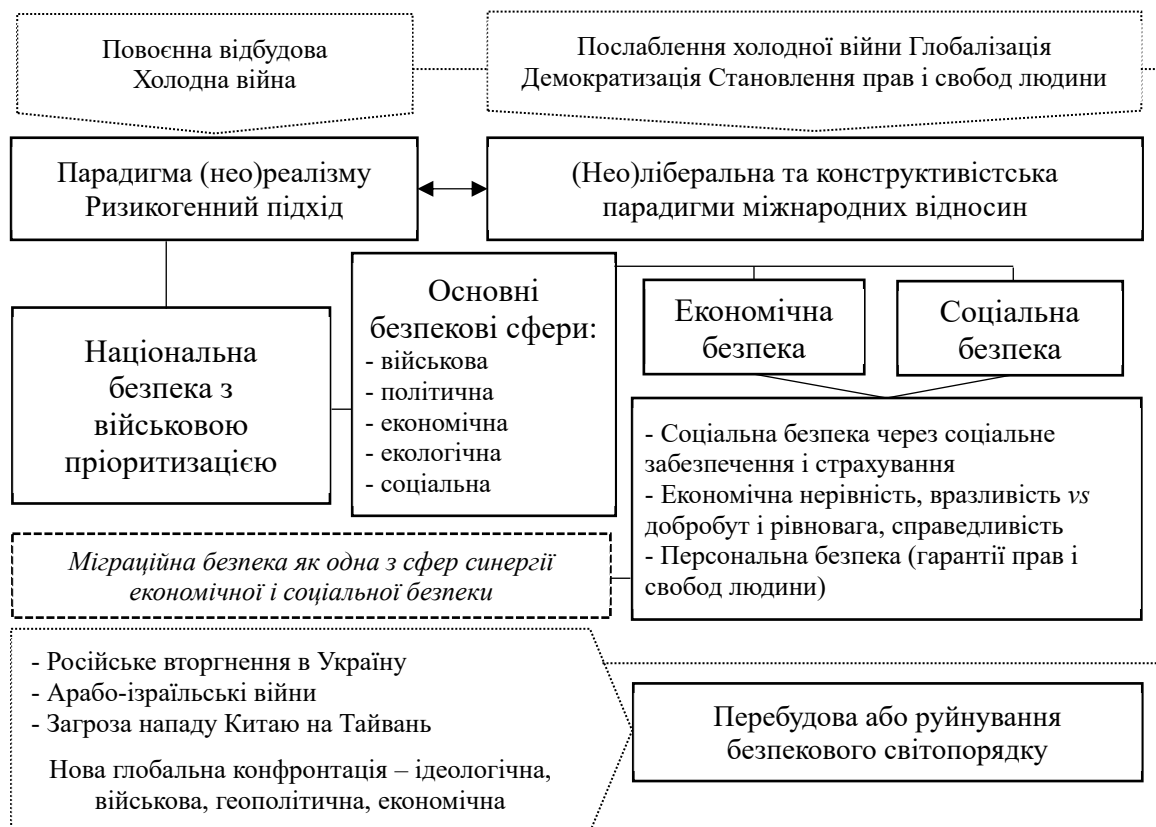 Повоєнна відбудова
Холодна війна
Послаблення холодної війни Глобалізація
Демократизація Становлення прав і свобод людини
Парадигма (нео)реалізму
Ризикогенний підхід
(Нео)ліберальна та конструктивістська
парадигми міжнародних відносин
Національна
безпека з
військовою
пріоритизацією
Основні
безпекові сфери:
- військова
- політична
- економічна
- екологічна
- соціальна
Економічна
безпека
Соціальна
безпека
- Соціальна безпека через соціальне
забезпечення і страхування
- Економічна нерівність, вразливість vs
добробут і рівновага, справедливість
- Персональна безпека (гарантії прав і
свобод людини)
Міграційна безпека як одна з сфер синергії
економічної і соціальної безпеки
- Російське вторгнення в Україну
- Арабо-ізраїльські війни
- Загроза нападу Китаю на Тайвань
Нова глобальна конфронтація – ідеологічна,
військова, геополітична, економічна
Перебудова або руйнування
безпекового світопорядку